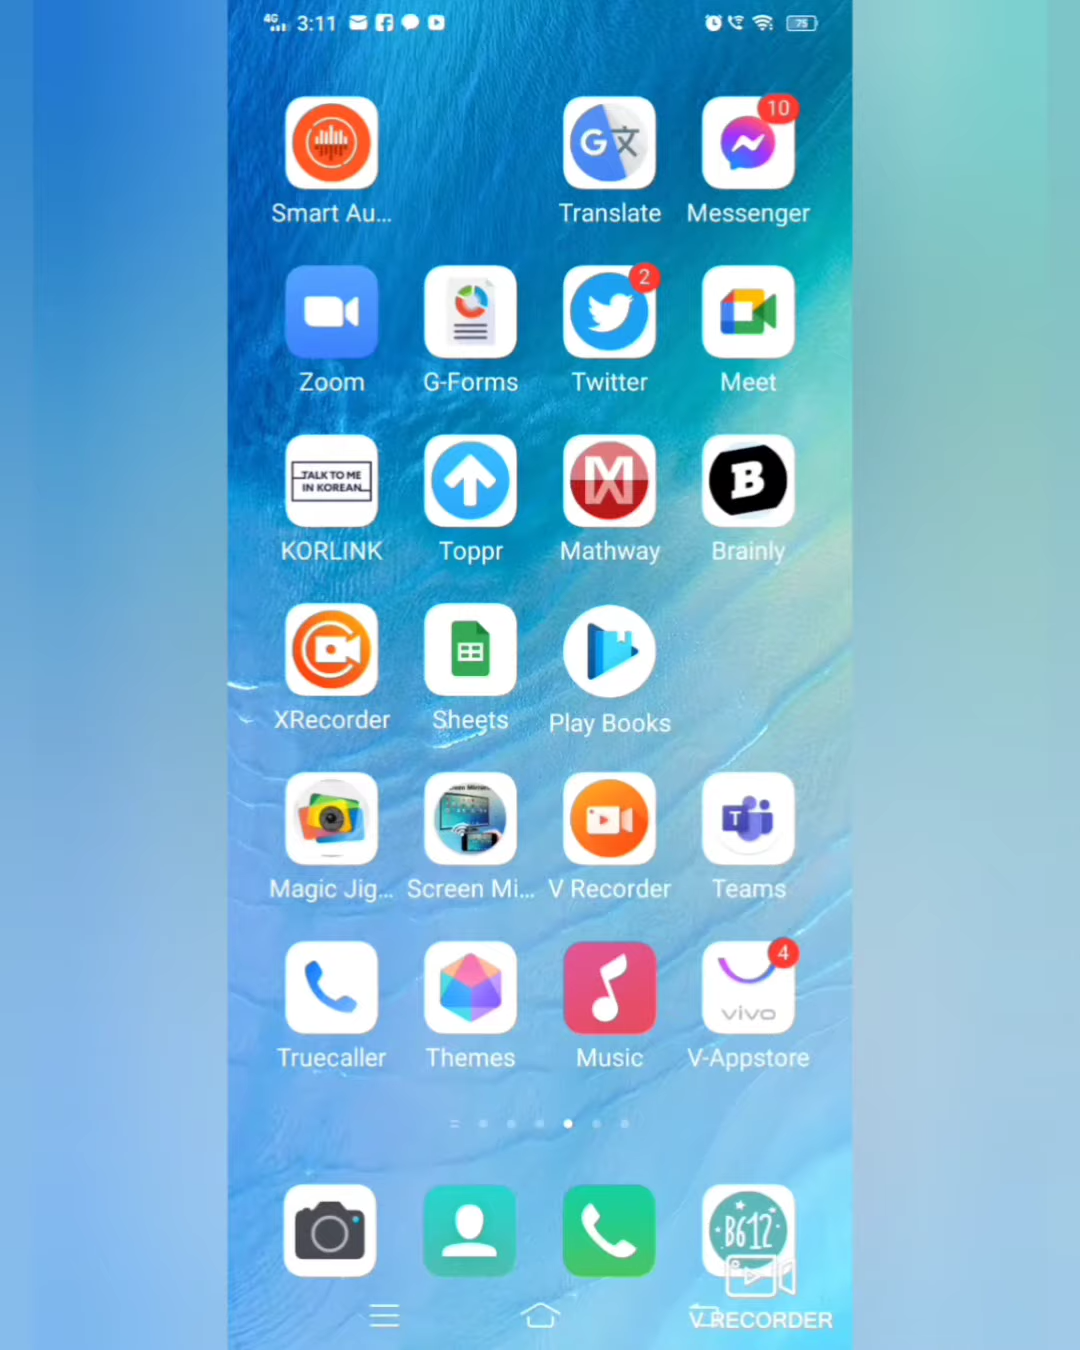 4G 3:11 75
10
Smart Au... Translate Messenger
2
Zoom G-Forms Twitter Meet
TALK TO ME
IN KOREAN
B
KORLINK Toppr Mathway Brainly
XRecorder Sheets Play Books
T
Magic Jig... Screen Mi... V Recorder Teams
4
vivo
Truecaller Themes Music V-Appstore
B612
V RECORDER